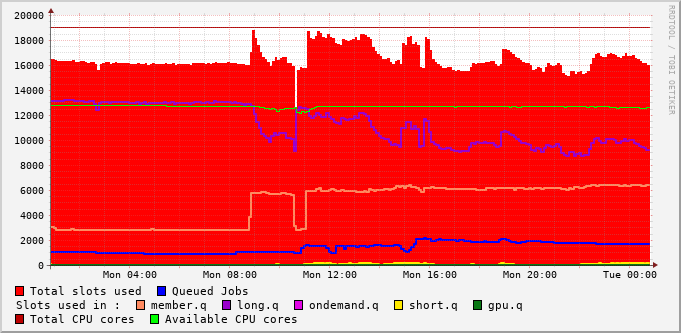 20000
18000
16000
14000
12000
10000
8000
6000
4000
2000
0
Mon 04:00 Mon 08:00 Mon 12:00 Mon 16:00 Mon 20:00 Tue 00:00
RRDTOOL / TOBI OETIKER
Total slots used Queued Jobs
Slots used in : member.q long.q ondemand.q short.q gpu.q
Total CPU cores Available CPU cores